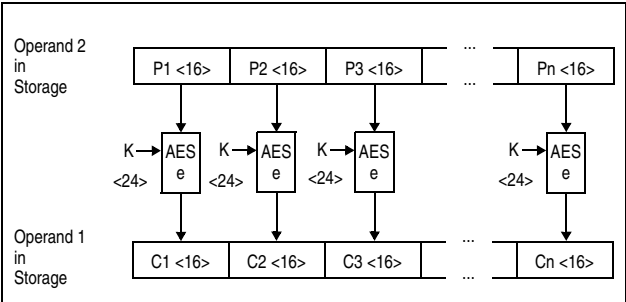 Operand 2
in
Storage
P1 <16> P2 <16> P3 <16> ... ... Pn <16>
K AES e <24> K AES e <24> K AES e <24> K AES e <24>
Operand 1
in
Storage
C1 <16> C2 <16> C3 <16> ... ... Cn <16>